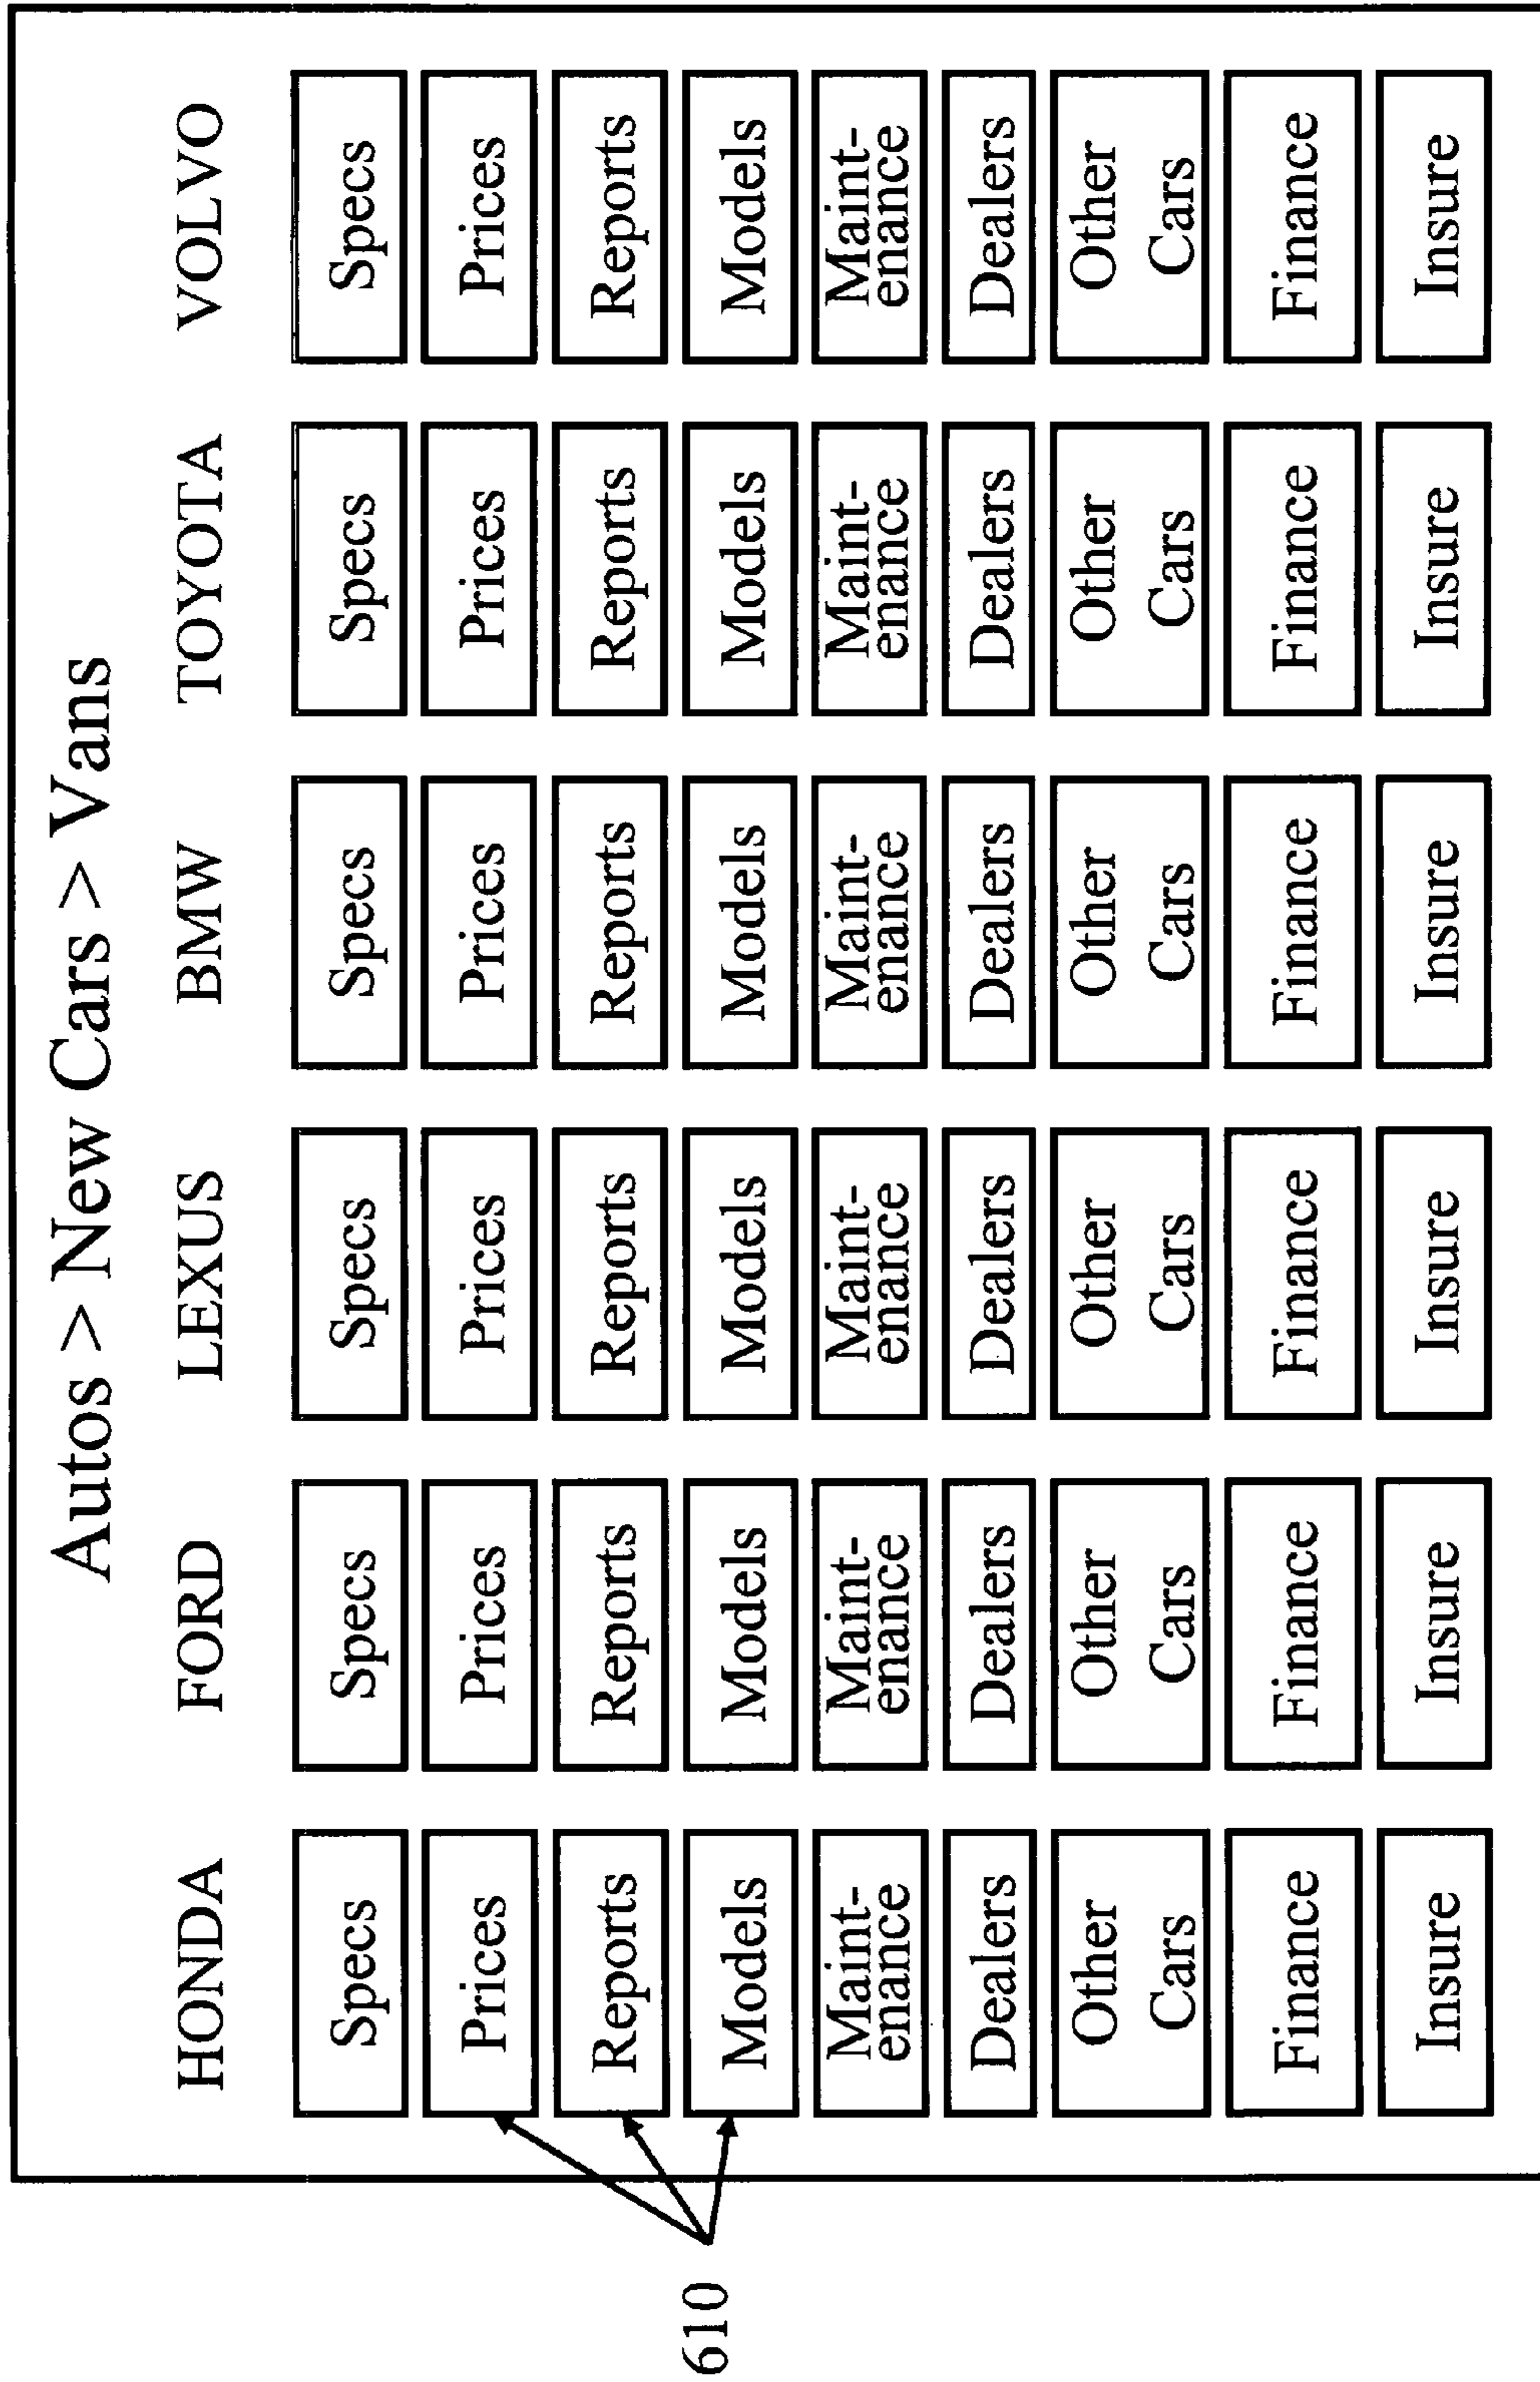 Autos > New Cars > Vans
HONDA FORD LEXUS BMW TOYOTA VOLVO
Specs Specs Specs Specs Specs Specs
Prices Prices Prices Prices Prices Prices
Reports Reports Reports Reports Reports Reports
610
Models Models Models Models Models Models
Maint- Maint- Maint- Maint- Maint- Maint-
enance enance enance enance enance enance
Dealers Dealers Dealers Dealers Dealers Dealers
Other Other Other Other Other Other
Cars Cars Cars Cars Cars Cars
Finance Finance Finance Finance Finance Finance
Insure Insure Insure Insure Insure Insure